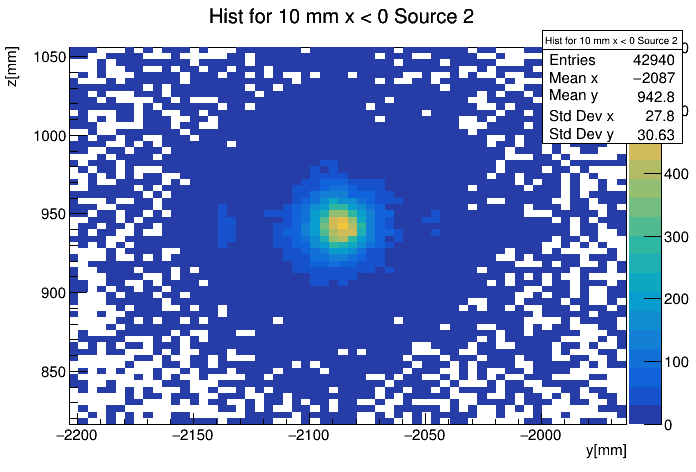 Hist for 10 mm x < 0 Source 2
z[mm]
1050
1000
950
900
850
Hist for 10 mm x < 0 Source 2
Entries 42940
Mean x −2087
Mean y 942.8
Std Dev x 27.8
Std Dev y 30.63
400
300
200
100
0
−2200 −2150 −2100 −2050 −2000
y[mm]